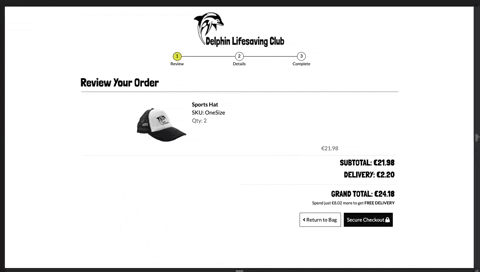 Delphin Lifesaving Club
1 2 3
Review Details Complete
Review Your Order
Sports Hat
SKU: OneSize
Qty: 2
€21.98
SUBTOTAL: €21.98
DELIVERY: €2.20
GRAND TOTAL: €24.18
Spend just €8.02 more to get FREE DELIVERY
Return to Bag Secure Checkout